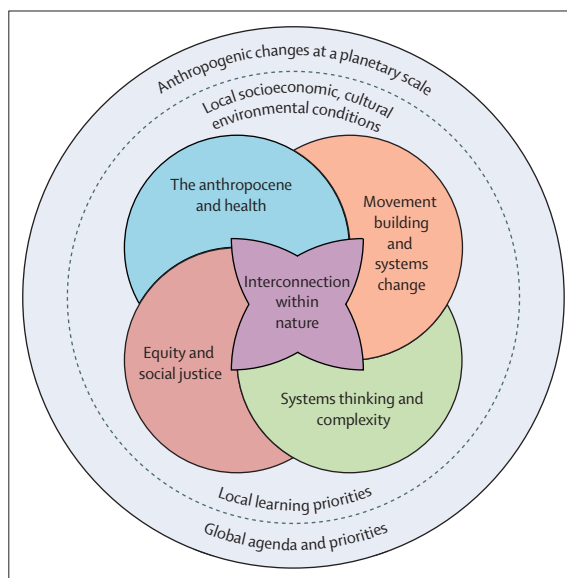 Anthropogenic changes at a planetary scale
Local socioeconomic, cultural
environmental conditions
The anthropocene
and health
Movement
building
and
systems
change
Interconnection
within
nature
Equity and
social justice
Systems thinking and
complexity
Local learning priorities
Global agenda and priorities